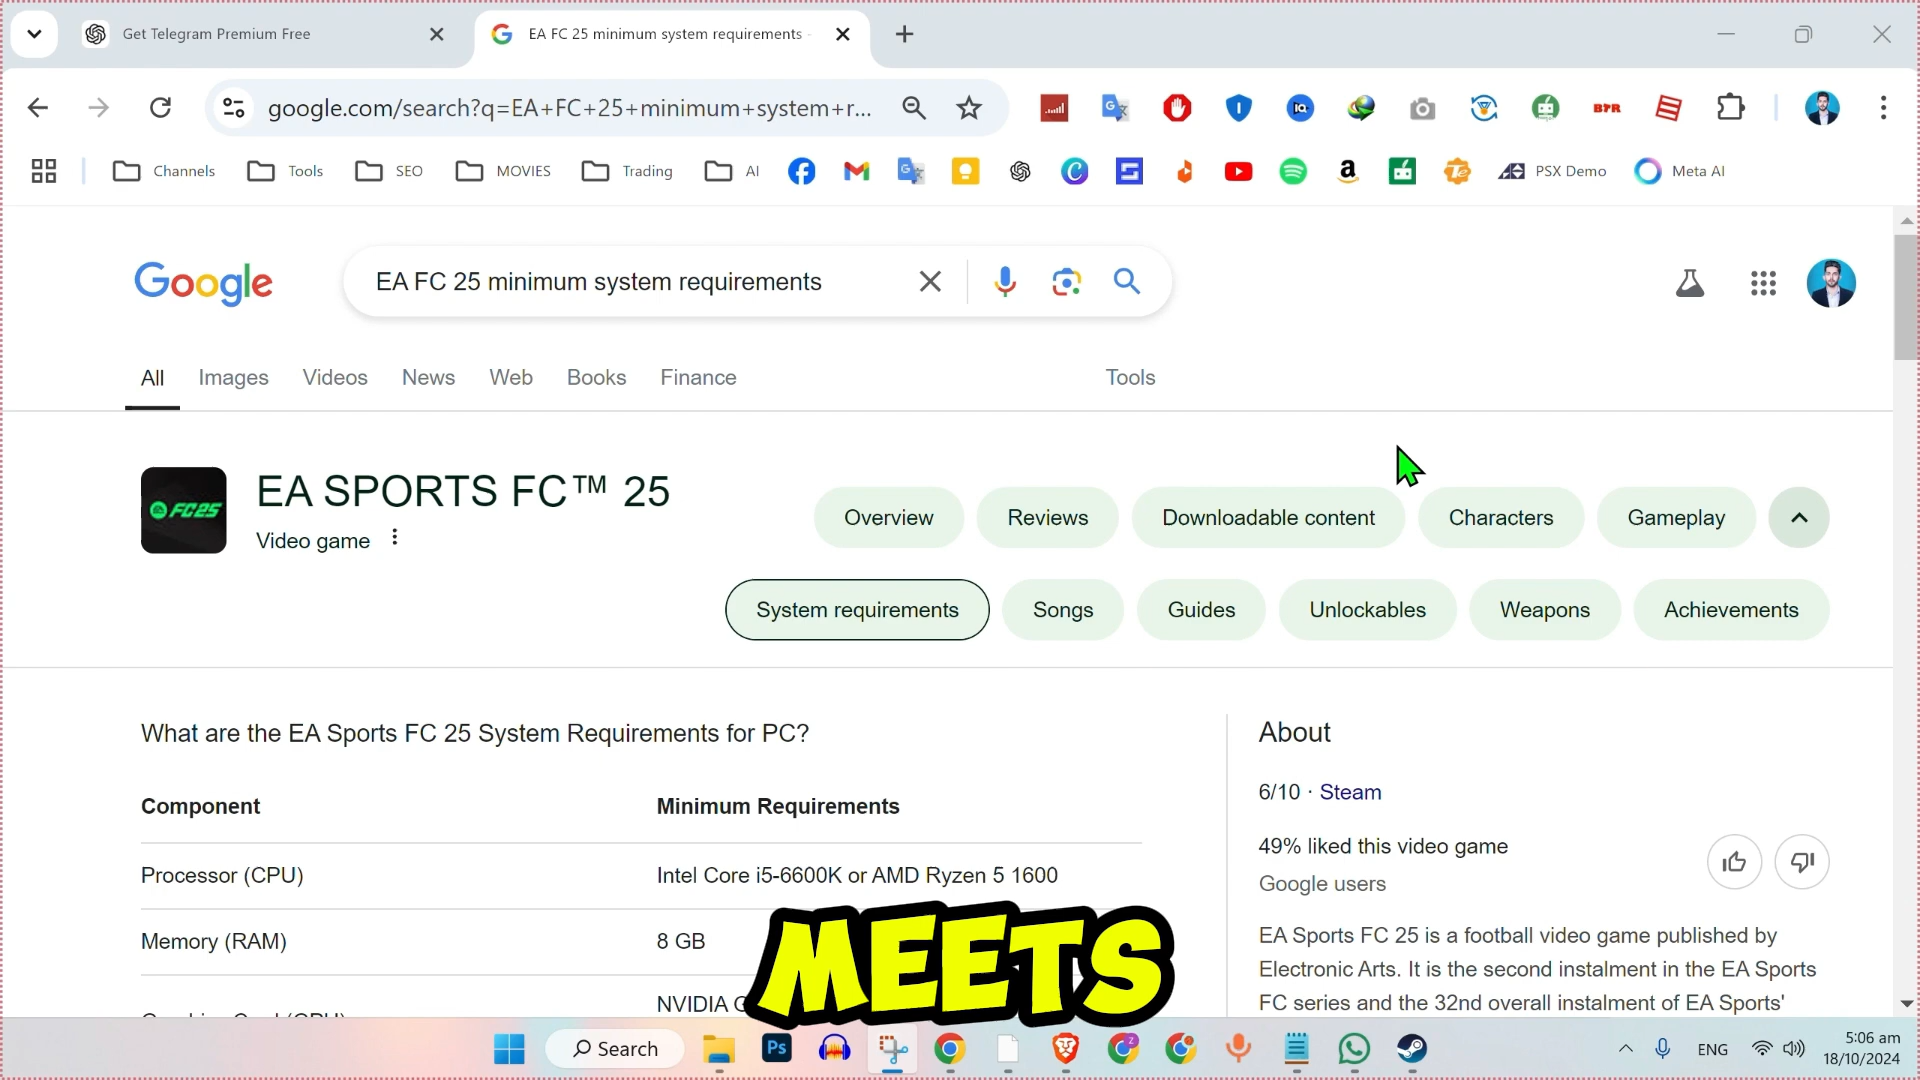 Get Telegram Premium Free
EA FC 25 minimum system requirements -
google.com/search?q=EA+FC+25+minimum+system+r...
Channels
Tools
SEO
MOVIES
Trading
AI
PSX Demo
Meta AI
Google
EA FC 25 minimum system requirements
All
Images
Videos
News
Web
Books
Finance
Tools
FC25
EA SPORTS FC™ 25
Video game
Overview
Reviews
Downloadable content
Characters
Gameplay
System requirements
Songs
Guides
Unlockables
Weapons
Achievements
What are the EA Sports FC 25 System Requirements for PC?
Component
Minimum Requirements
Processor (CPU)
Intel Core i5-6600K or AMD Ryzen 5 1600
Memory (RAM)
8 GB
NVIDIA
MEETS
About
6/10 · Steam
49% liked this video game
Google users
EA Sports FC 25 is a football video game published by
Electronic Arts. It is the second instalment in the EA Sports
FC series and the 32nd overall instalment of EA Sports'
Search
Ps
ENG
5:06 am
18/10/2024